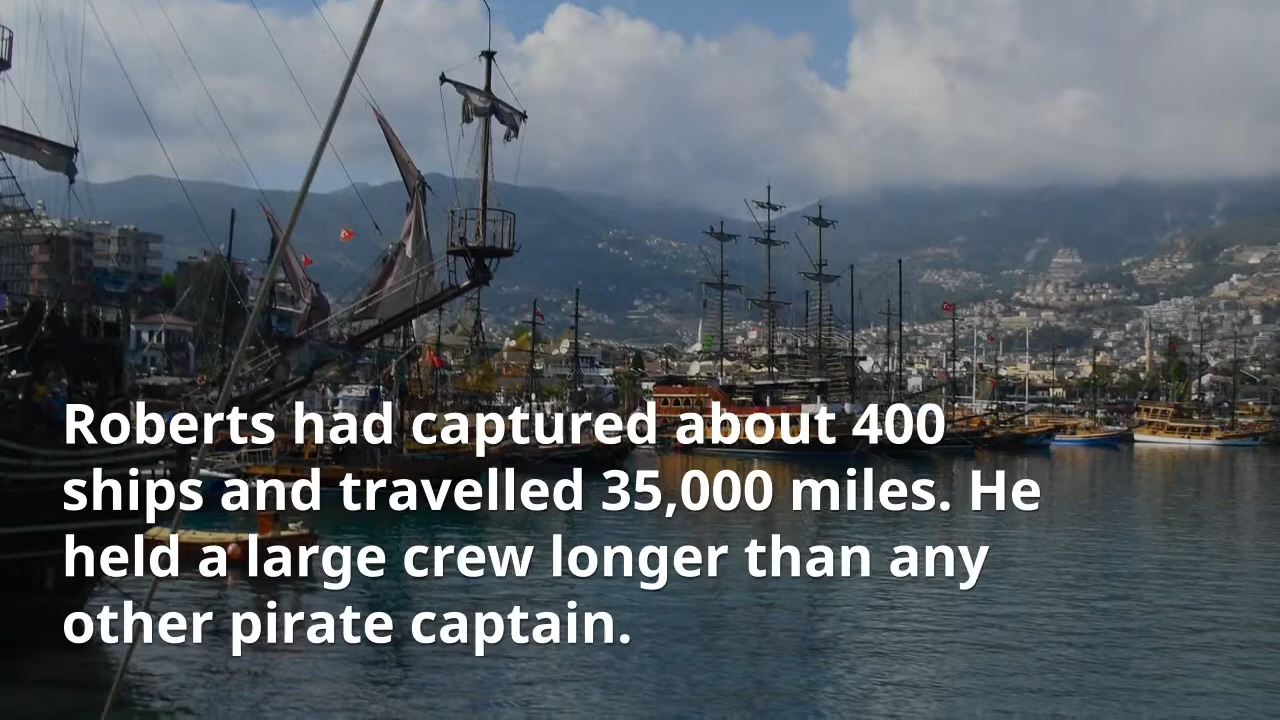 Roberts had captured about 400
ships and travelled 35,000 miles. He
held a large crew longer than any
other pirate captain.